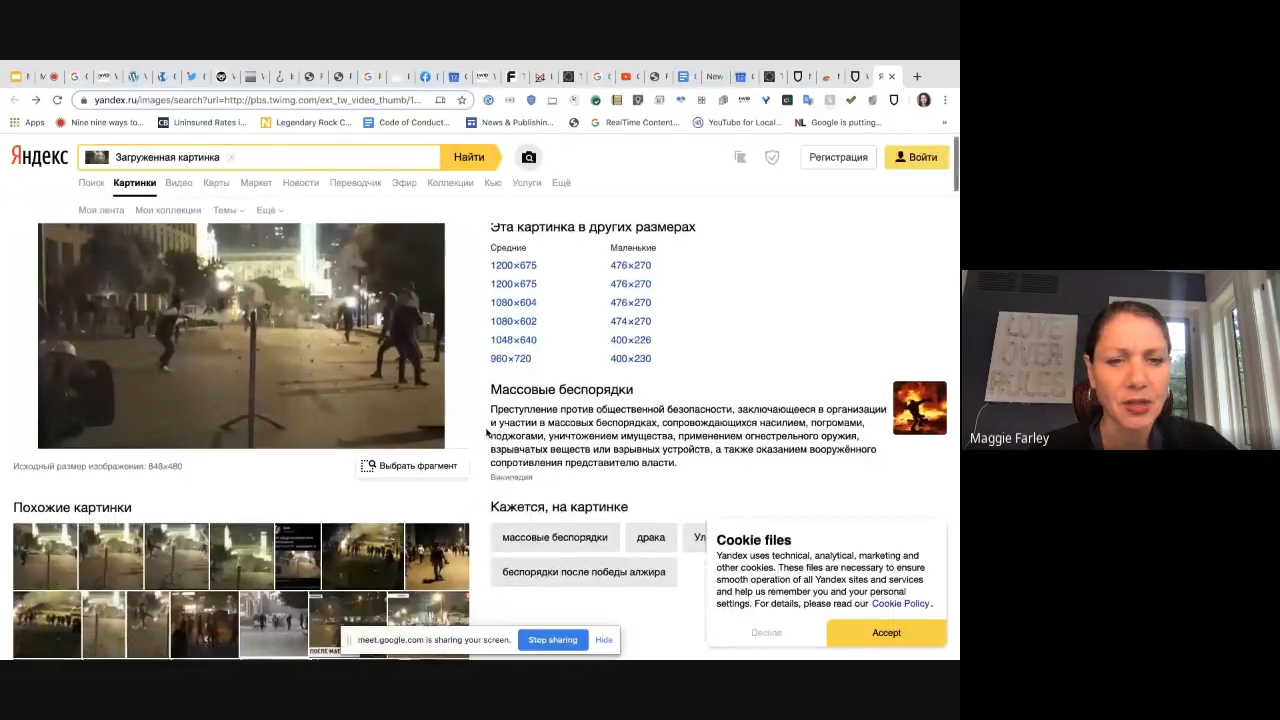 yandex.ru/images/search?url=http://pbs.twimg.com/ext_tw_video_thumb/1...
Apps Nine nine ways to... Uninsured Rates i... Legendary Rock C... Code of Conduct... News & Publishin... RealTime Content... YouTube for Local... Google is putting... »
Яндекс Загруженная картинка Найти Регистрация Войти
Поиск Картинки Видео Карты Маркет Новости Переводчик Эфир Коллекции Кью Услуги Ещё
Моя лента Мои коллекции Темы Ещё
Эта картинка в других размерах
Средние Маленькие
1200×675 476×270
1200×675 476×270
1080×604 476×270
1080×602 474×270
1048×640 400×226
960×720 400×230
Массовые беспорядки
Преступление против общественной безопасности, заключающееся в организации
и участии в массовых беспорядках, сопровождающихся насилием, погромами,
поджогами, уничтожением имущества, применением огнестрельного оружия,
взрывчатых веществ или взрывных устройств, а также оказанием вооружённого
сопротивления представителю власти.
Википедия
Исходный размер изображения: 848×480 Выбрать фрагмент
Похожие картинки
Кажется, на картинке
массовые беспорядки драка
беспорядки после победы алжира
Cookie files
Yandex uses technical, analytical, marketing and
other cookies. These files are necessary to ensure
smooth operation of all Yandex sites and services
and help us remember you and your personal
settings. For details, please read our Cookie Policy.
Decline Accept
meet.google.com is sharing your screen. Stop sharing Hide
LOVE
OVER
RULES
Maggie Farley